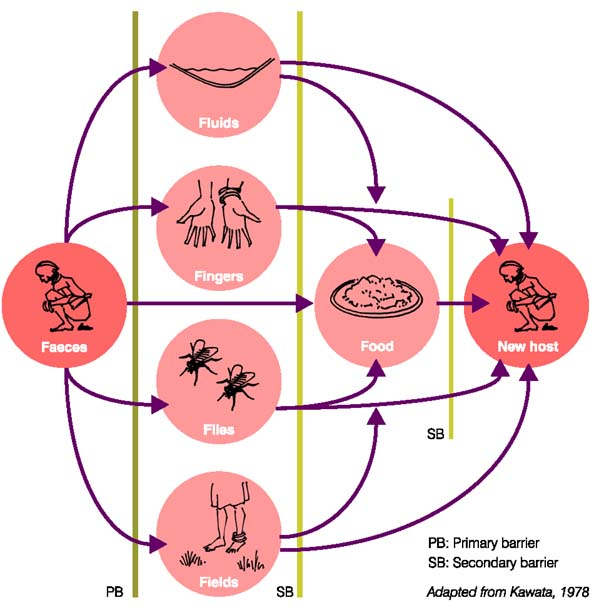 Fluids
Fingers
Faeces
Food
New host
Flies
SB
Fields
PB: Primary barrier
SB: Secondary barrier
PB
SB
Adapted from Kawata, 1978